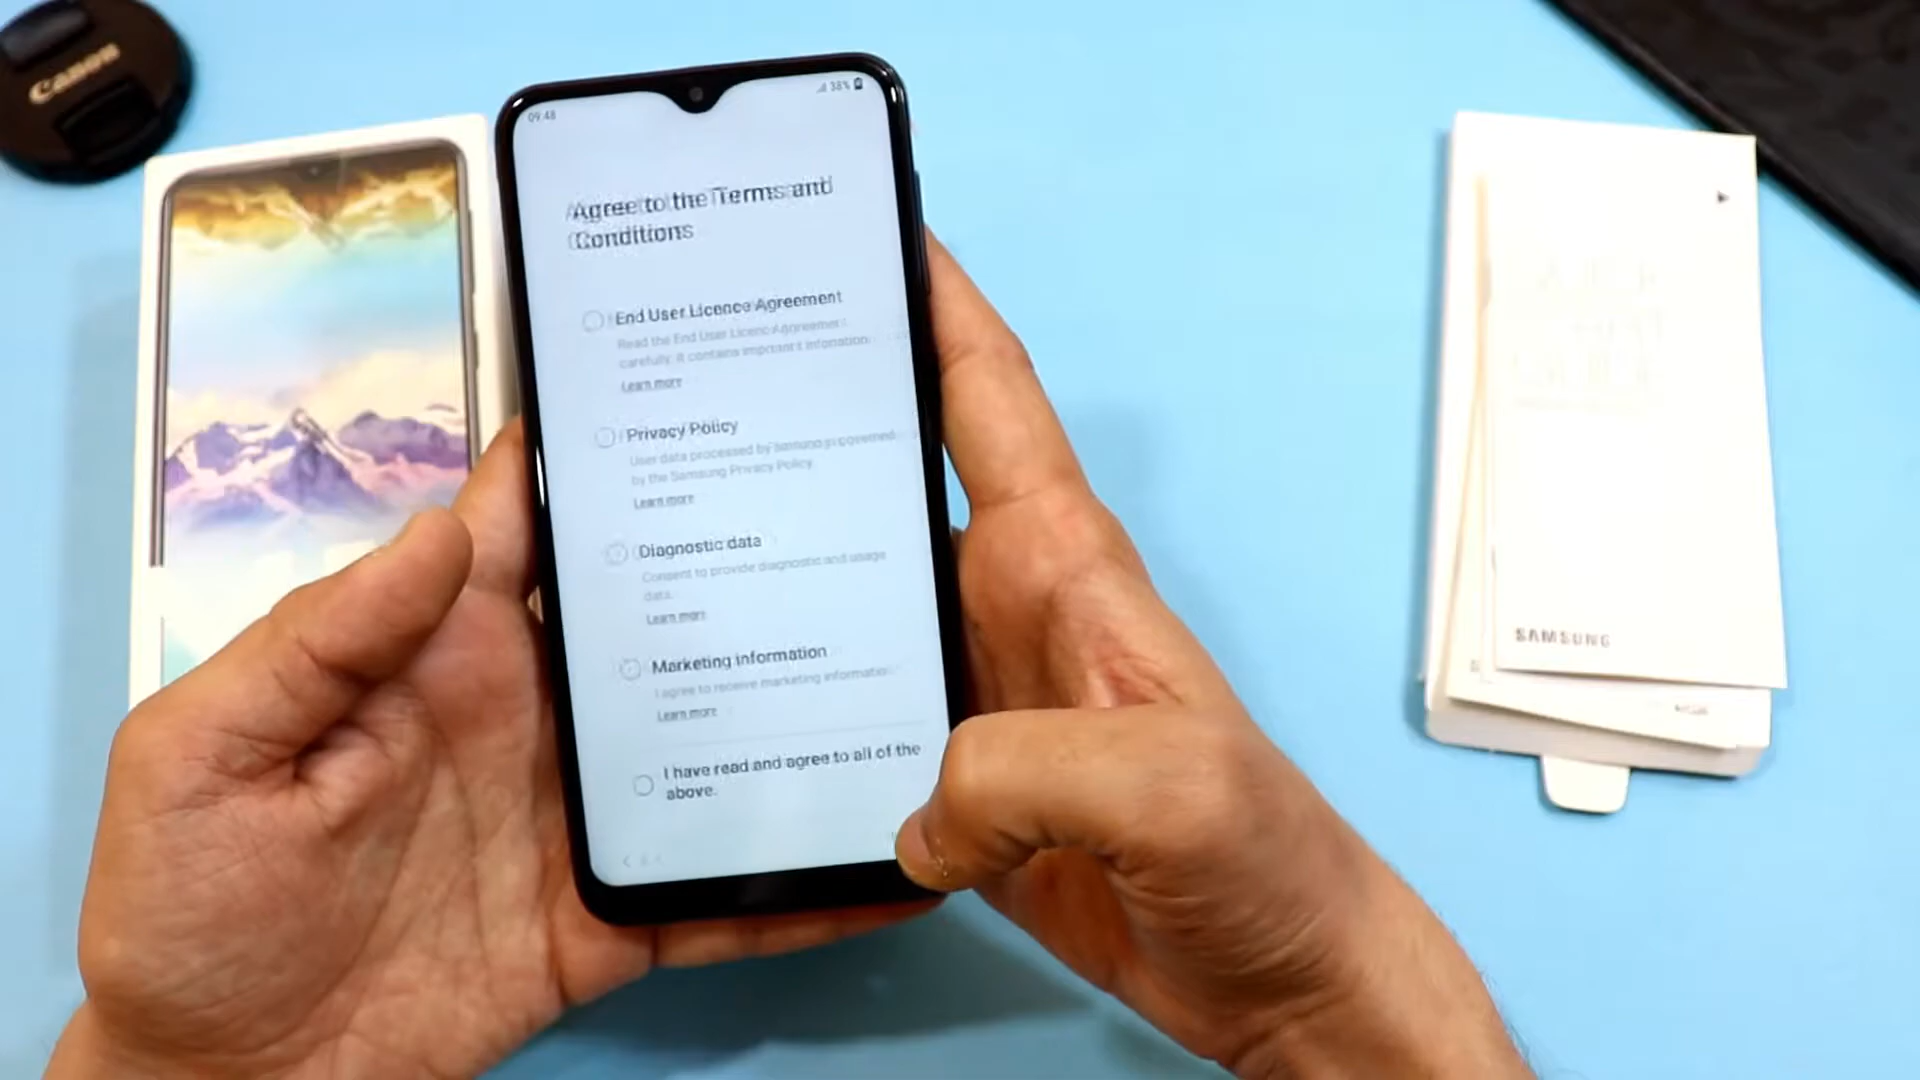 Canon
09:48
38%
Agree to the Terms and
Conditions
End User Licence Agreement
Read the End User Licence Agreement
carefully. It contains important information.
Learn more
Privacy Policy
User data processed by Samsung is governed
by the Samsung Privacy Policy.
Learn more
Diagnostic data
Consent to provide diagnostic and usage
data.
Learn more
Marketing information
I agree to receive marketing information.
Learn more
I have read and agree to all of the
above.
SAMSUNG